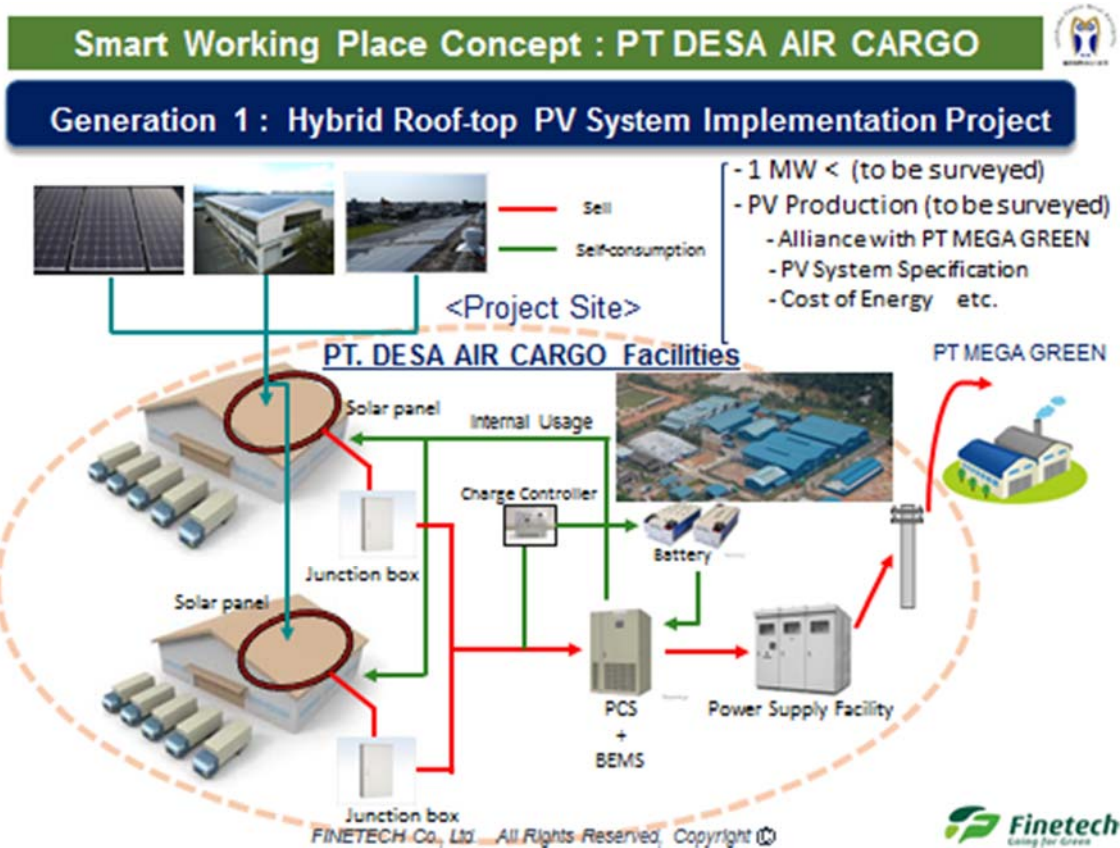 Smart Working Place Concept : PT DESA AIR CARGO
Generation 1 : Hybrid Roof-top PV System Implementation Project
- 1 MW < (to be surveyed)
- PV Production (to be surveyed)
- Alliance with PT MEGA GREEN
- PV System Specification
- Cost of Energy etc.
Sell
Self-consumption
<Project Site>
PT. DESA AIR CARGO Facilities
PT MEGA GREEN
Solar panel
Internal Usage
Charge Controller
Battery
Junction box
Solar panel
PCS
+
BEMS
Power Supply Facility
Junction box
FINETECH Co., Ltd. All Rights Reserved, Copyright ©
Finetech
Going for Green